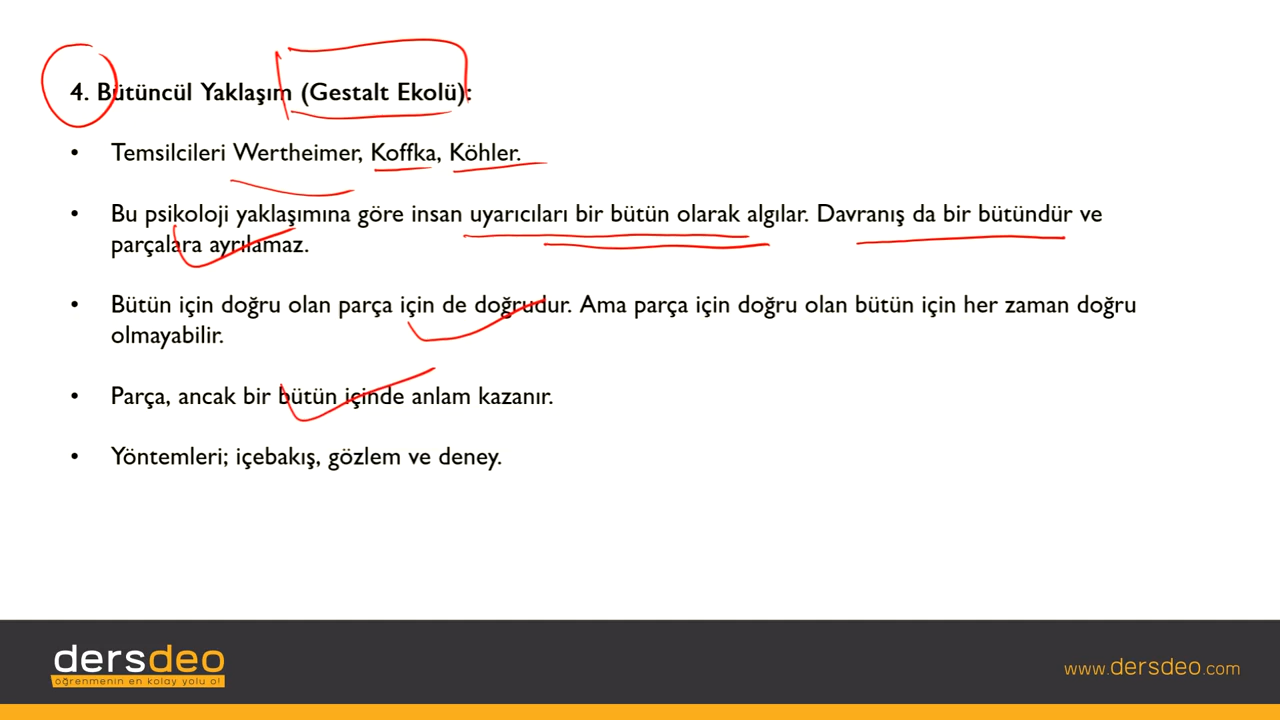 4. Bütüncül Yaklaşım (Gestalt Ekolü):
• Temsilcileri Wertheimer, Koffka, Köhler.
• Bu psikoloji yaklaşımına göre insan uyarıcıları bir bütün olarak algılar. Davranış da bir bütündür ve
parçalara ayrılamaz.
• Bütün için doğru olan parça için de doğrudur. Ama parça için doğru olan bütün için her zaman doğru
olmayabilir.
• Parça, ancak bir bütün içinde anlam kazanır.
• Yöntemleri; içebakış, gözlem ve deney.
dersdeo
öğrenmenin en kolay yolu o!
www.dersdeo.com